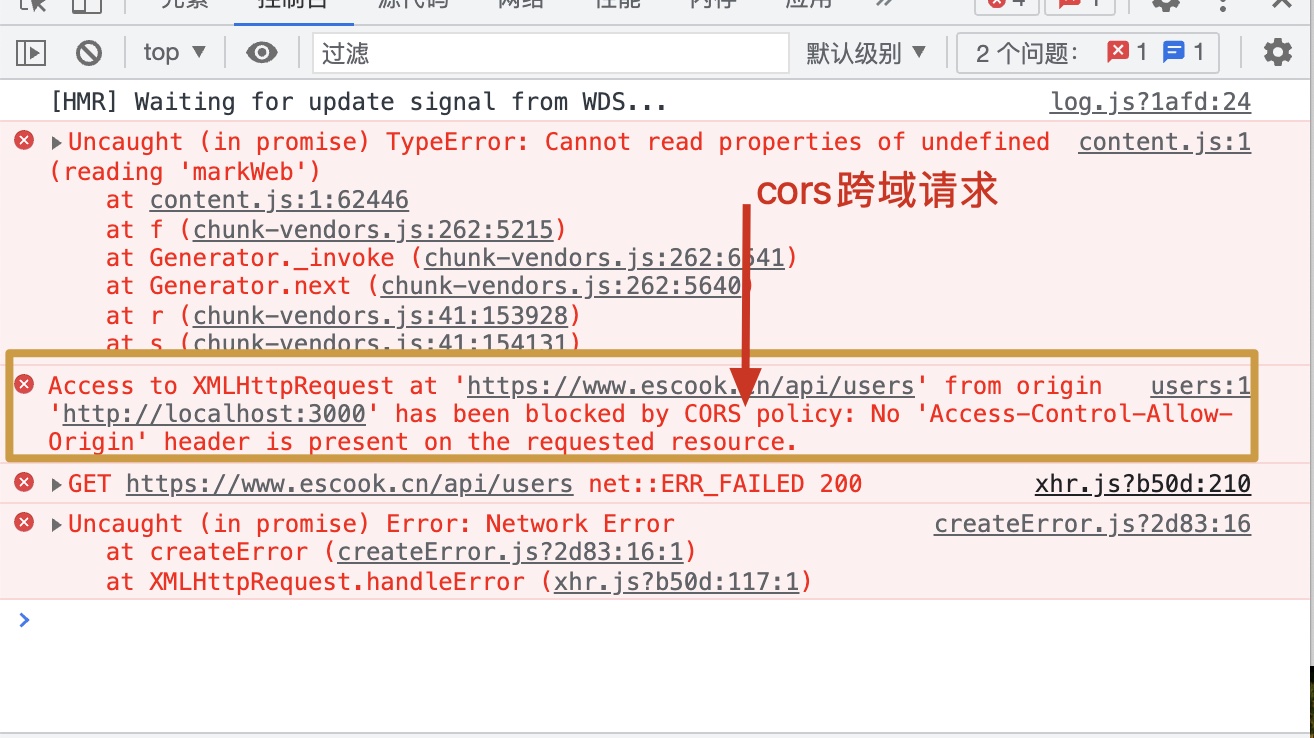 元素 控制台 源代码 网络 性能 内存 应用 » 4 1
top ▼ 过滤 默认级别 ▼ 2 个问题: 1 1
[HMR] Waiting for update signal from WDS... log.js?1afd:24
Uncaught (in promise) TypeError: Cannot read properties of undefined content.js:1
(reading 'markWeb')
at content.js:1:62446
cors跨域请求
at f (chunk-vendors.js:262:5215)
at Generator._invoke (chunk-vendors.js:262:6541)
at Generator.next (chunk-vendors.js:262:5640)
at r (chunk-vendors.js:41:153928)
at s (chunk-vendors.js:41:154131)
Access to XMLHttpRequest at 'https://www.escook.cn/api/users' from origin users:1
'http://localhost:3000' has been blocked by CORS policy: No 'Access-Control-Allow-
Origin' header is present on the requested resource.
GET https://www.escook.cn/api/users net::ERR_FAILED 200 xhr.js?b50d:210
Uncaught (in promise) Error: Network Error createError.js?2d83:16
at createError (createError.js?2d83:16:1)
at XMLHttpRequest.handleError (xhr.js?b50d:117:1)